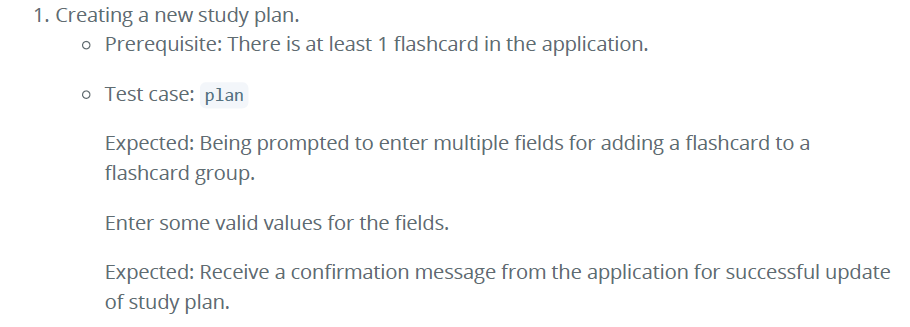 1. Creating a new study plan.
○ Prerequisite: There is at least 1 flashcard in the application.
○ Test case: plan
Expected: Being prompted to enter multiple fields for adding a flashcard to a
flashcard group.
Enter some valid values for the fields.
Expected: Receive a confirmation message from the application for successful update
of study plan.